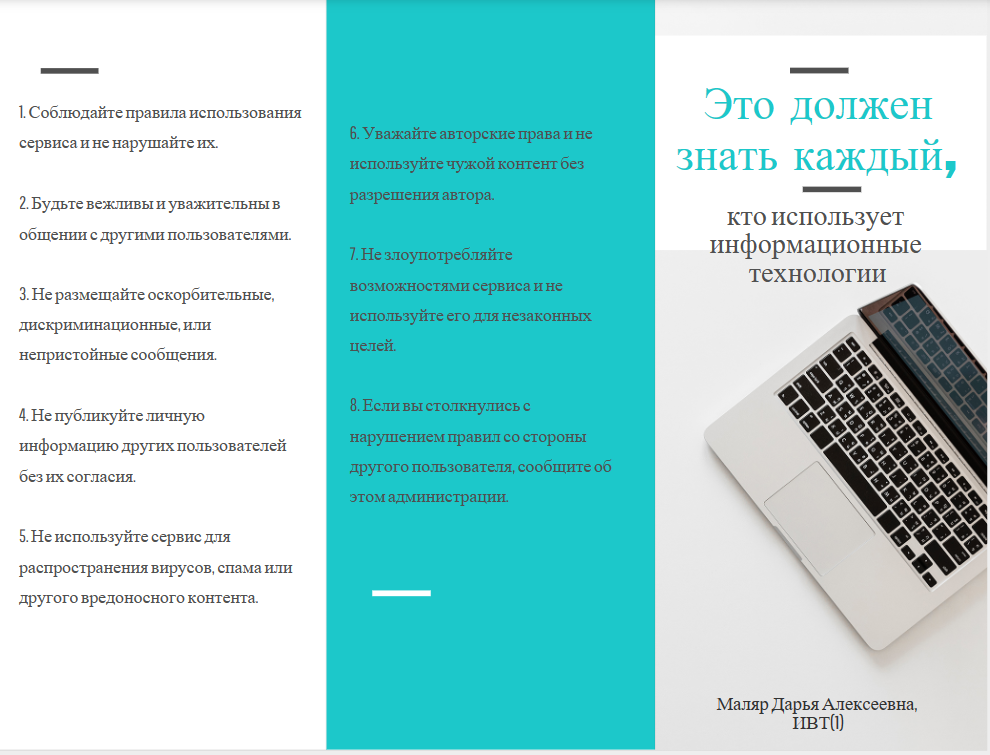 1. Соблюдайте правила использования
сервиса и не нарушайте их.
2. Будьте вежливы и уважительны в
общении с другими пользователями.
3. Не размещайте оскорбительные,
дискриминационные, или
непристойные сообщения.
4. Не публикуйте личную
информацию других пользователей
без их согласия.
5. Не используйте сервис для
распространения вирусов, спама или
другого вредоносного контента.
6. Уважайте авторские права и не
используйте чужой контент без
разрешения автора.
7. Не злоупотребляйте
возможностями сервиса и не
используйте его для незаконных
целей.
8. Если вы столкнулись с
нарушением правил со стороны
другого пользователя, сообщите об
этом администрации.
Это должен
знать каждый,
кто использует
информационные
технологии
Маляр Дарья Алексеевна,
ИВТ(1)